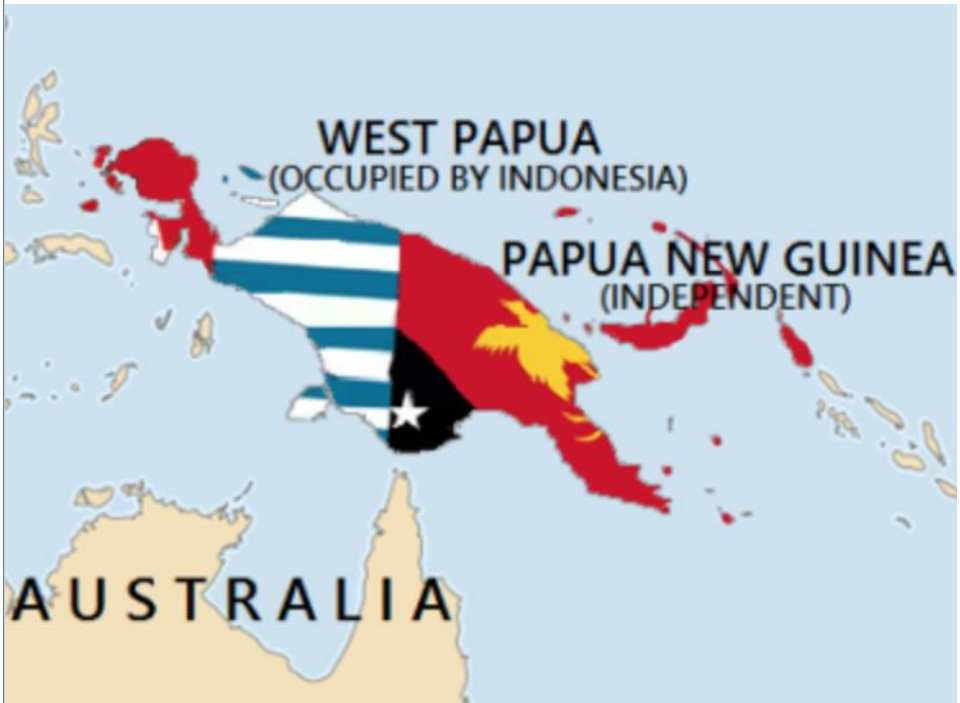 WEST PAPUA
(OCCUPIED BY INDONESIA)
PAPUA NEW GUINEA
(INDEPENDENT)
AUSTRALIA